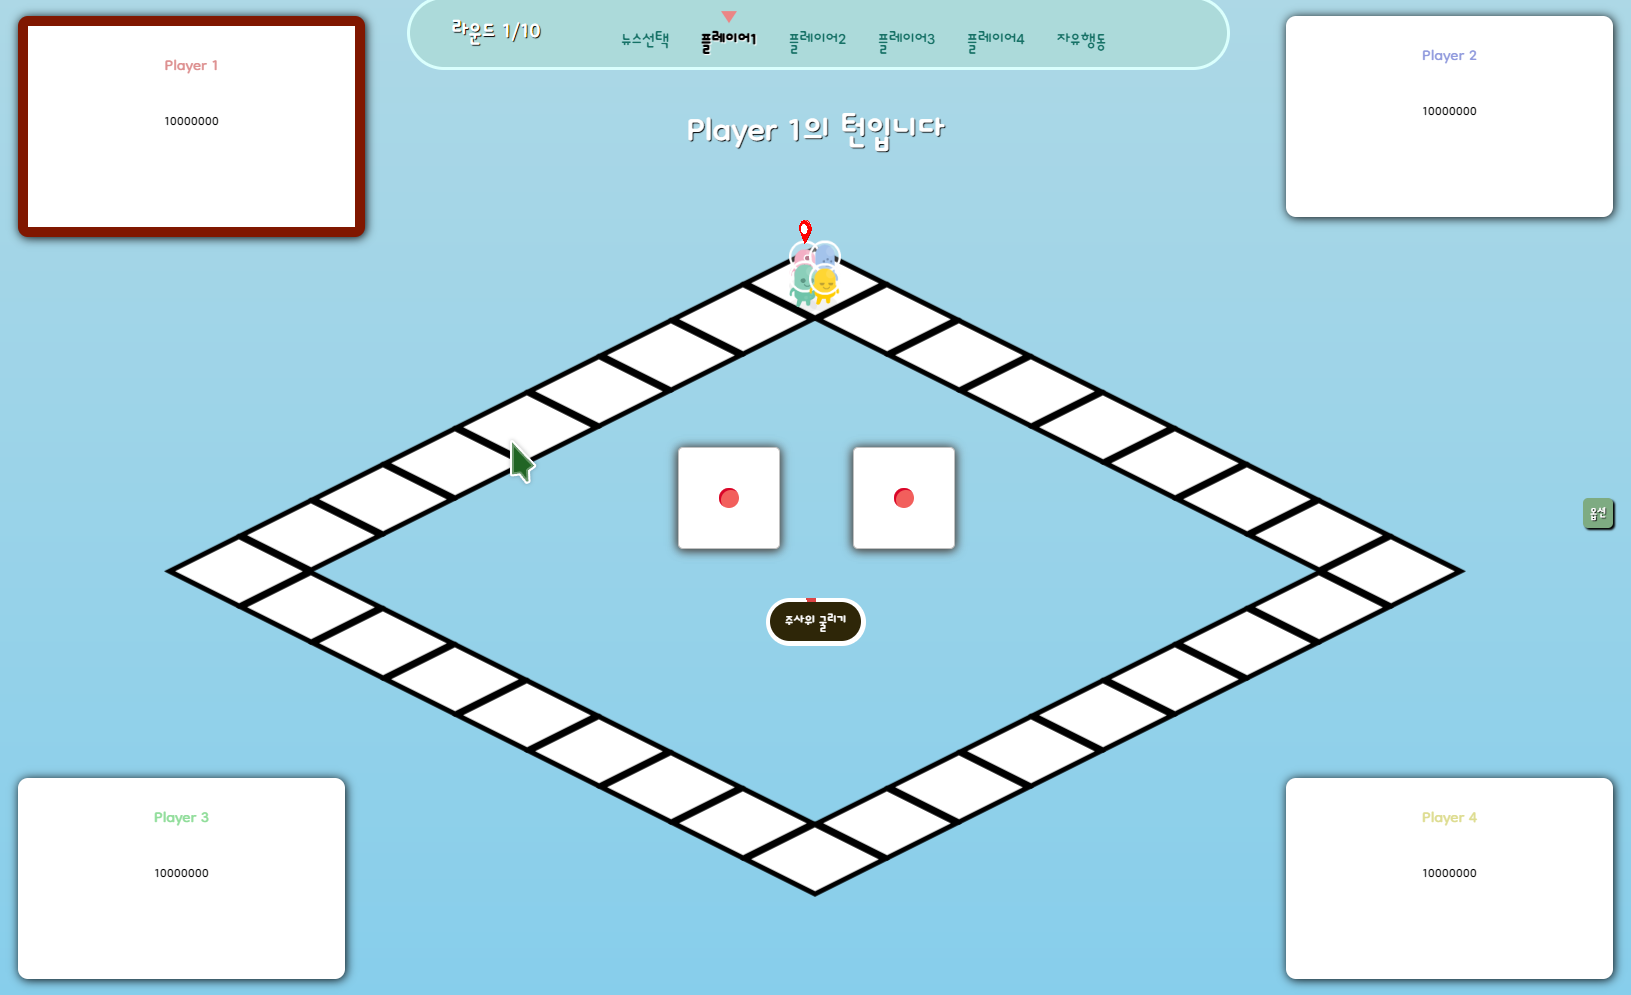 라운드 1/10
뉴스선택 플레이어1 플레이어2 플레이어3 플레이어4 자유행동
Player 1
10000000
Player 2
10000000
Player 1의 턴입니다
옵션
주사위 굴리기
Player 3
10000000
Player 4
10000000